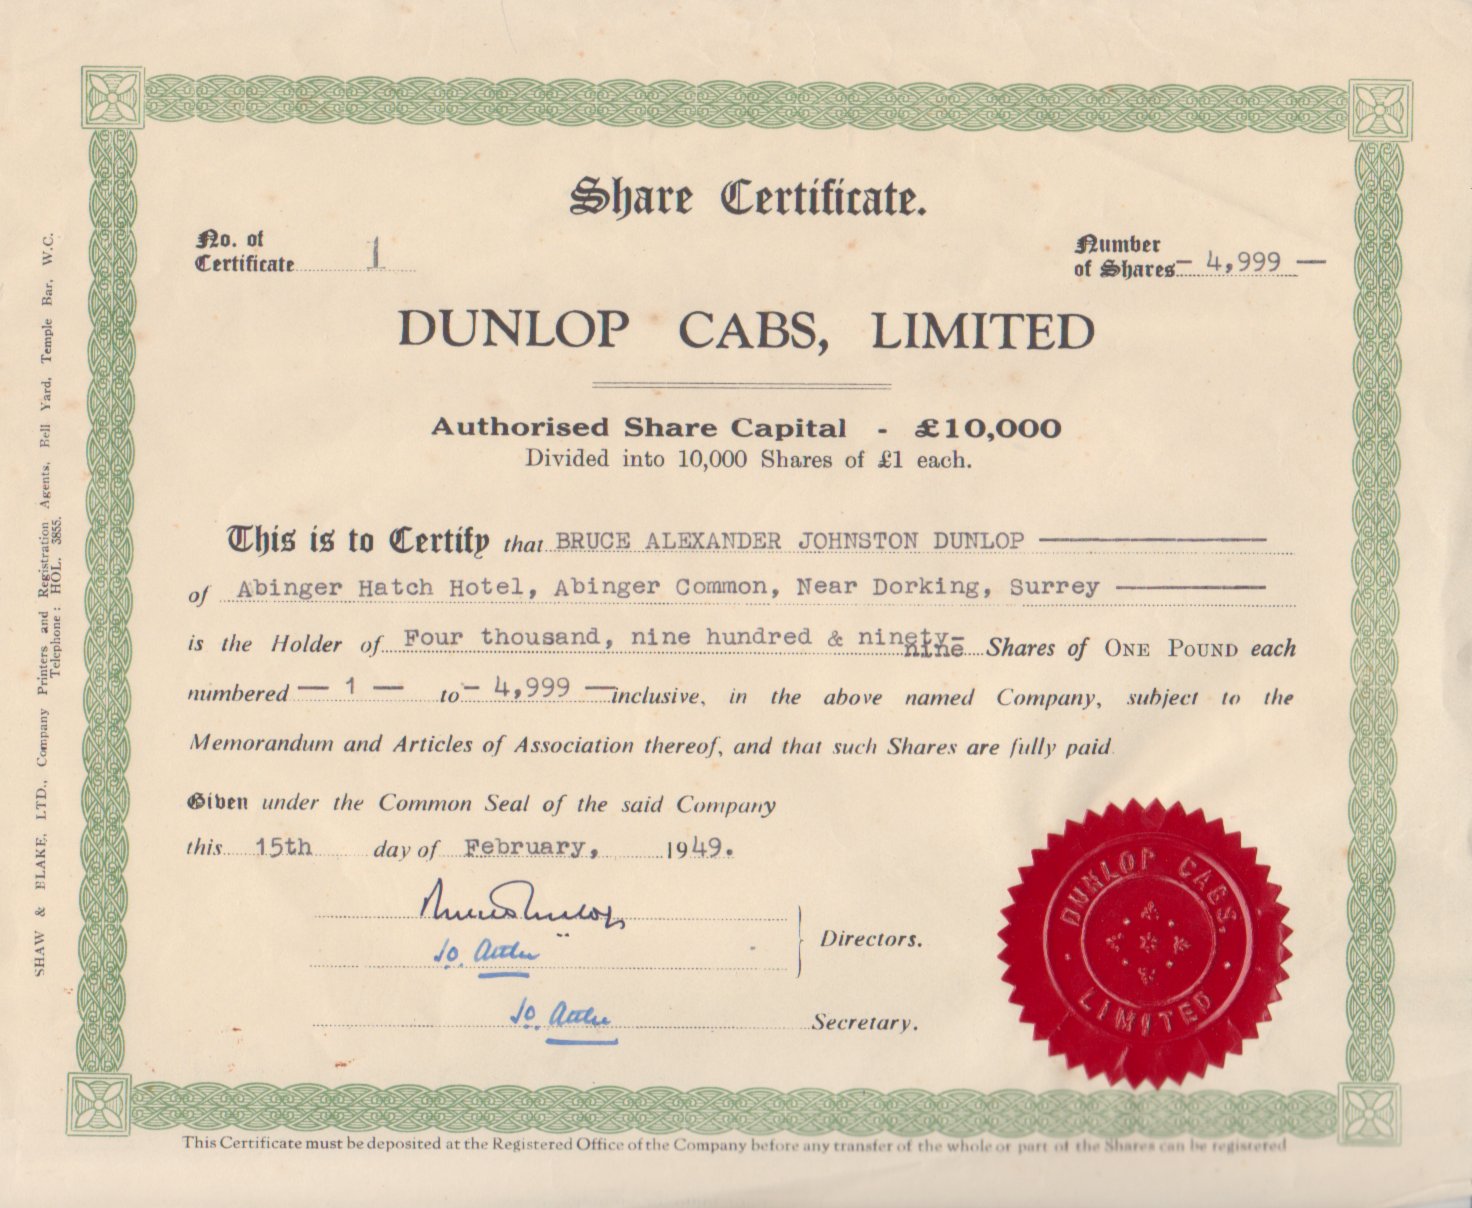 Share Certificate.
No. of
Certificate 1
Number
of Shares — 4,999 —
DUNLOP CABS, LIMITED
Authorised Share Capital - £10,000
Divided into 10,000 Shares of £1 each.
This is to Certify that BRUCE ALEXANDER JOHNSTON DUNLOP
of Abinger Hatch Hotel, Abinger Common, Near Dorking, Surrey
is the Holder of Four thousand, nine hundred & ninety-nine Shares of ONE POUND each
numbered — 1 — to — 4,999 — inclusive, in the above named Company, subject to the
Memorandum and Articles of Association thereof, and that such Shares are fully paid.
Given under the Common Seal of the said Company
this 15th day of February, 1949.
Bruce Dunlop
Directors.
Jo. Attlee
Jo. Attlee Secretary.
DUNLOP CABS, LIMITED
This Certificate must be deposited at the Registered Office of the Company before any transfer of the whole or part of the Shares can be registered
SHAW & BLAKE, LTD., Company Printers and Registration Agents, Bell Yard, Temple Bar, W.C.
Telephone: HOL. 3855.